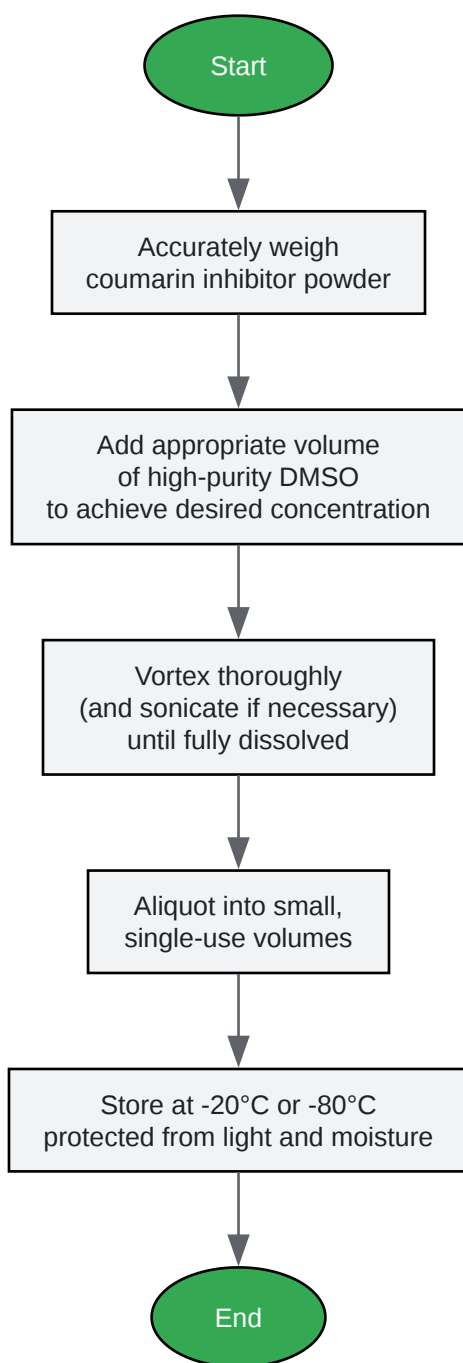 Start
Accurately weigh
coumarin inhibitor powder
Add appropriate volume
of high-purity DMSO
to achieve desired concentration
Vortex thoroughly
(and sonicate if necessary)
until fully dissolved
Aliquot into small,
single-use volumes
Store at -20°C or -80°C
protected from light and moisture
End